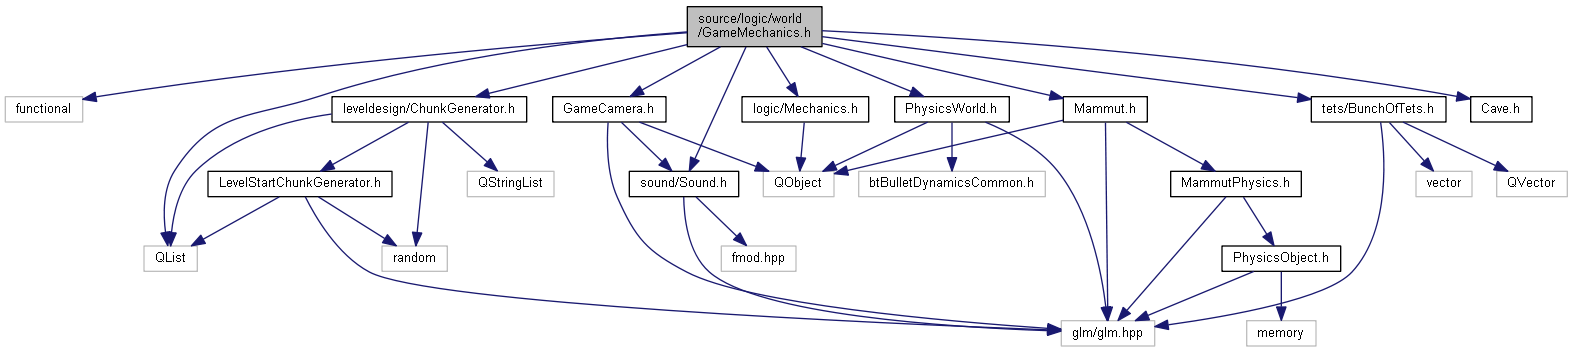 source/logic/world
/GameMechanics.h
functional
leveldesign/ChunkGenerator.h
GameCamera.h
logic/Mechanics.h
PhysicsWorld.h
Mammut.h
tets/BunchOfTets.h
Cave.h
LevelStartChunkGenerator.h
QStringList
sound/Sound.h
QObject
btBulletDynamicsCommon.h
MammutPhysics.h
vector
QVector
QList
random
fmod.hpp
PhysicsObject.h
glm/glm.hpp
memory